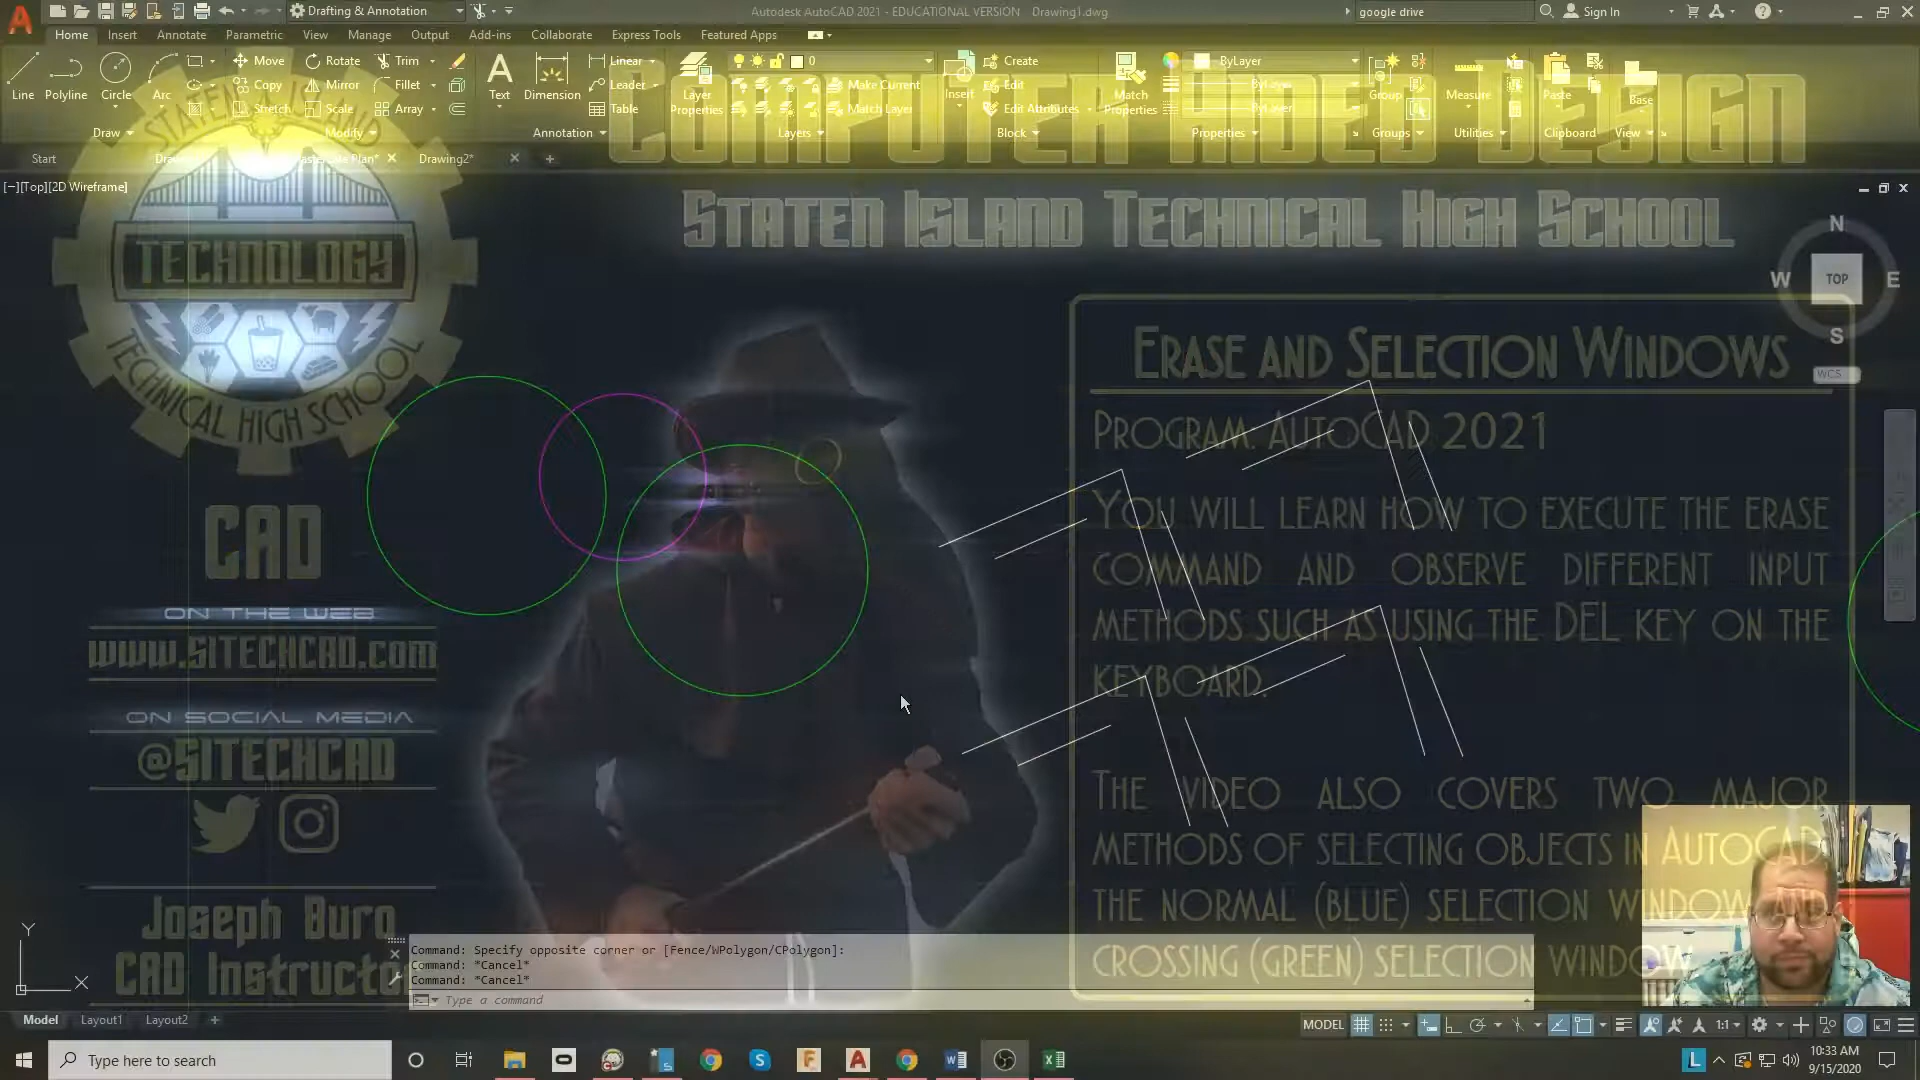 Drafting & Annotation
Autodesk AutoCAD 2021 - EDUCATIONAL VERSION Drawing1.dwg
google drive
Sign In
Home Insert Annotate Parametric View Manage Output Add-ins Collaborate Express Tools Featured Apps
Line Polyline Circle Arc
Move Rotate Trim
Copy Mirror Fillet
Stretch Scale Array
Text Dimension
Linear
Leader
Table
Layer Properties
0
Make Current
Match Layer
Insert
Create
Edit
Edit Attributes
Match Properties
ByLayer
ByLayer
ByLayer
Group Measure Paste Base
Draw Modify Annotation Layers Block Properties Groups Utilities Clipboard View
COMPUTER AIDED DESIGN
Start
Drawing2*
[−][Top][2D Wireframe]
STATEN ISLAND TECHNICAL HIGH SCHOOL
N
W TOP E
S
WCS
TECHNOLOGY
TECHNICAL HIGH SCHOOL
ERASE AND SELECTION WINDOWS
PROGRAM: AUTOCAD 2021
YOU WILL LEARN HOW TO EXECUTE THE ERASE
COMMAND AND OBSERVE DIFFERENT INPUT
METHODS SUCH AS USING THE DEL KEY ON THE
KEYBOARD.
THE VIDEO ALSO COVERS TWO MAJOR
METHODS OF SELECTING OBJECTS IN AUTOCAD,
THE NORMAL (BLUE) SELECTION WINDOW
CROSSING (GREEN) SELECTION WINDOW
CAD
ON THE WEB
www.SITECHCAD.com
ON SOCIAL MEDIA
@SITECHCAD
Joseph Buro
CAD Instructo
Y
X
Command: Specify opposite corner or [Fence/WPolygon/CPolygon]:
Command: *Cancel*
Command: *Cancel*
Type a command
Model Layout1 Layout2 +
MODEL
1:1
Type here to search
10:33 AM
9/15/2020